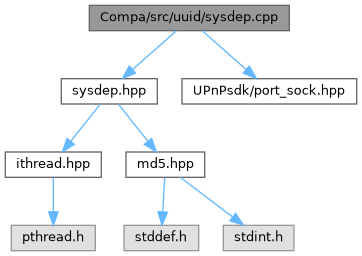 Compa/src/uuid/sysdep.cpp
sysdep.hpp
UPnPsdk/port_sock.hpp
ithread.hpp
md5.hpp
pthread.h
stddef.h
stdint.h